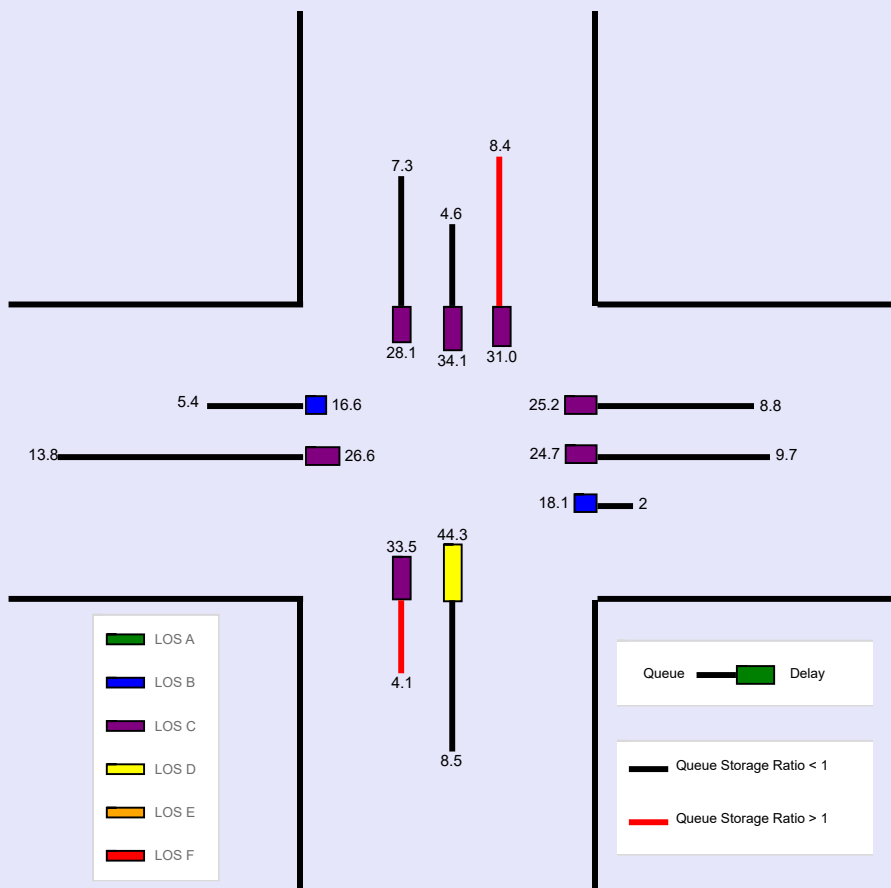 8.4
7.3
4.6
28.1
34.1
31.0
5.4
16.6
25.2
8.8
13.8
26.6
24.7
9.7
18.1
2
33.5
44.3
4.1
8.5
LOS A
LOS B
LOS C
LOS D
LOS E
LOS F
Queue Delay
Queue Storage Ratio < 1
Queue Storage Ratio > 1